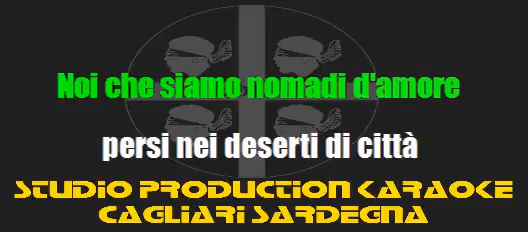 Noi che siamo nomadi d'amore
persi nei deserti di città
STUDIO PRODUCTION KARAOKE
CAGLIARI SARDEGNA